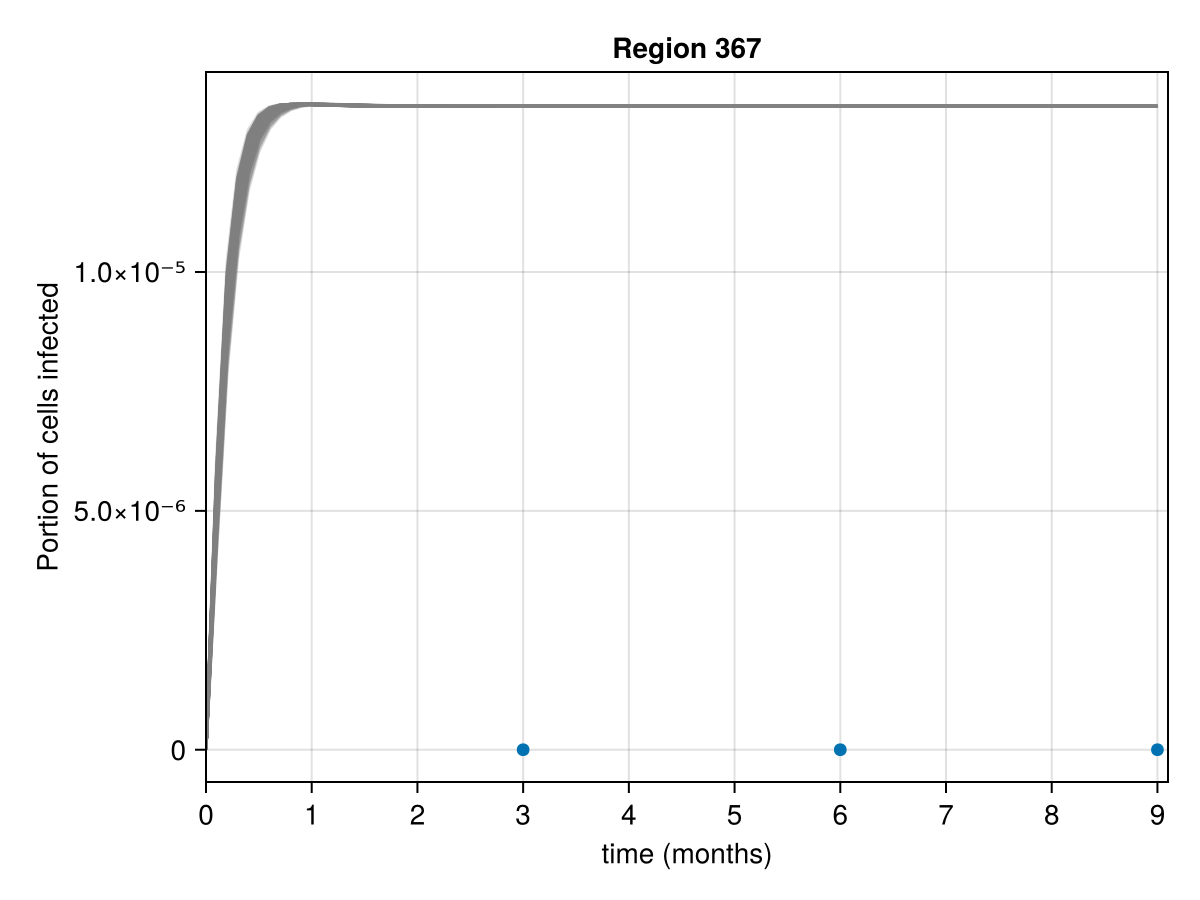 Region 367
Portion of cells infected
1.0×10⁻⁵
5.0×10⁻⁶
0
0 1 2 3 4 5 6 7 8 9
time (months)